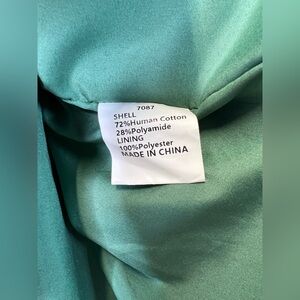 7087
SHELL
72%Human Cotton
28%Polyamide
LINING
100%Polyester
MADE IN CHINA